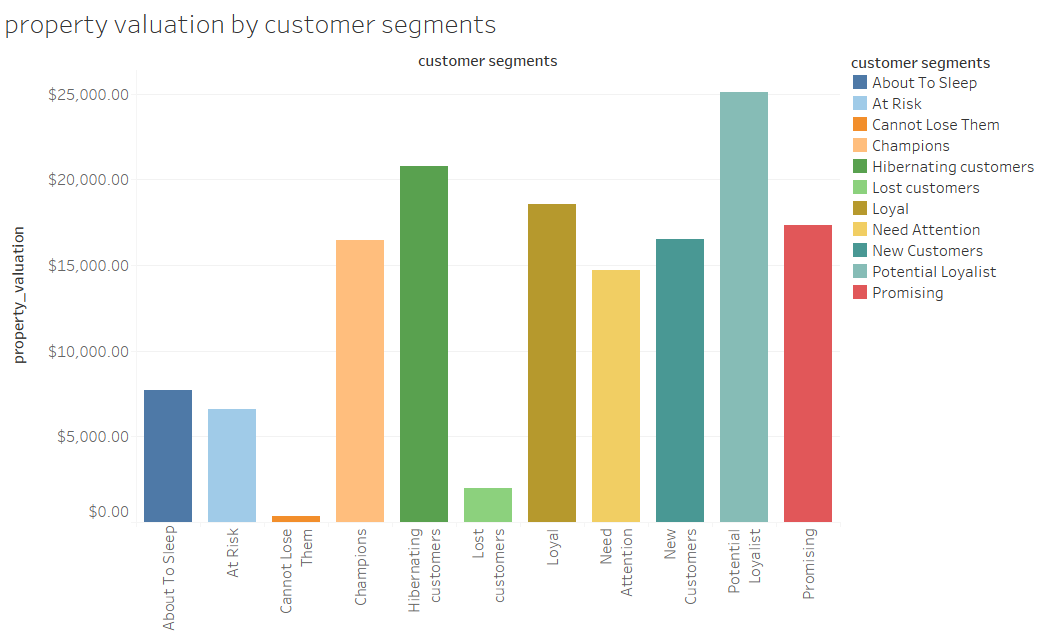 property valuation by customer segments
customer segments
property_valuation
$25,000.00
$20,000.00
$15,000.00
$10,000.00
$5,000.00
$0.00
About To Sleep
At Risk
Cannot Lose
Them
Champions
Hibernating
customers
Lost
customers
Loyal
Need
Attention
New
Customers
Potential
Loyalist
Promising
customer segments
About To Sleep
At Risk
Cannot Lose Them
Champions
Hibernating customers
Lost customers
Loyal
Need Attention
New Customers
Potential Loyalist
Promising